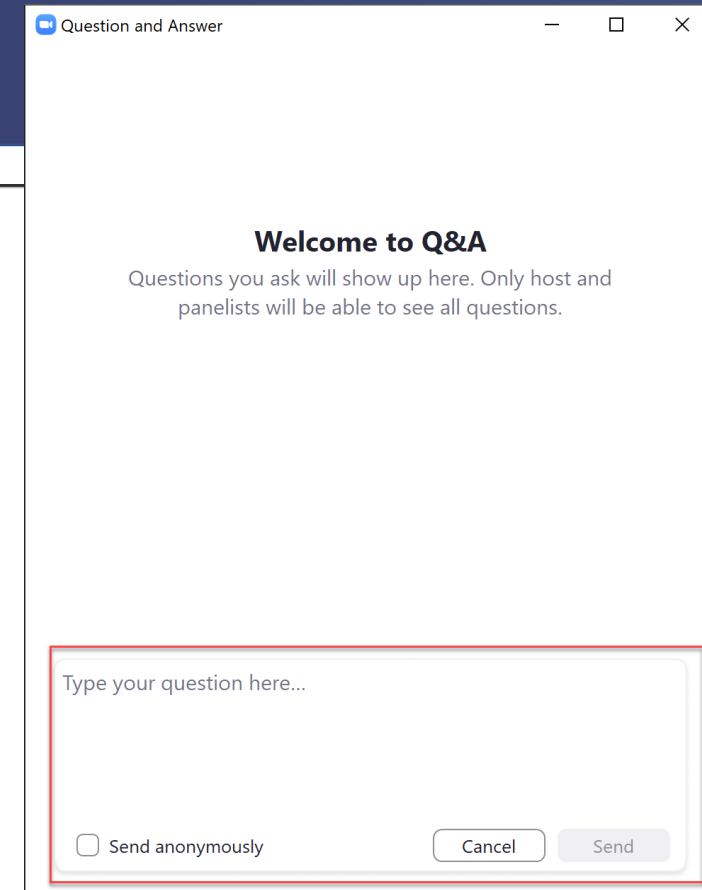 Question and Answer
Welcome to Q&A
Questions you ask will show up here. Only host and
panelists will be able to see all questions.
Type your question here...
Send anonymously
Cancel
Send